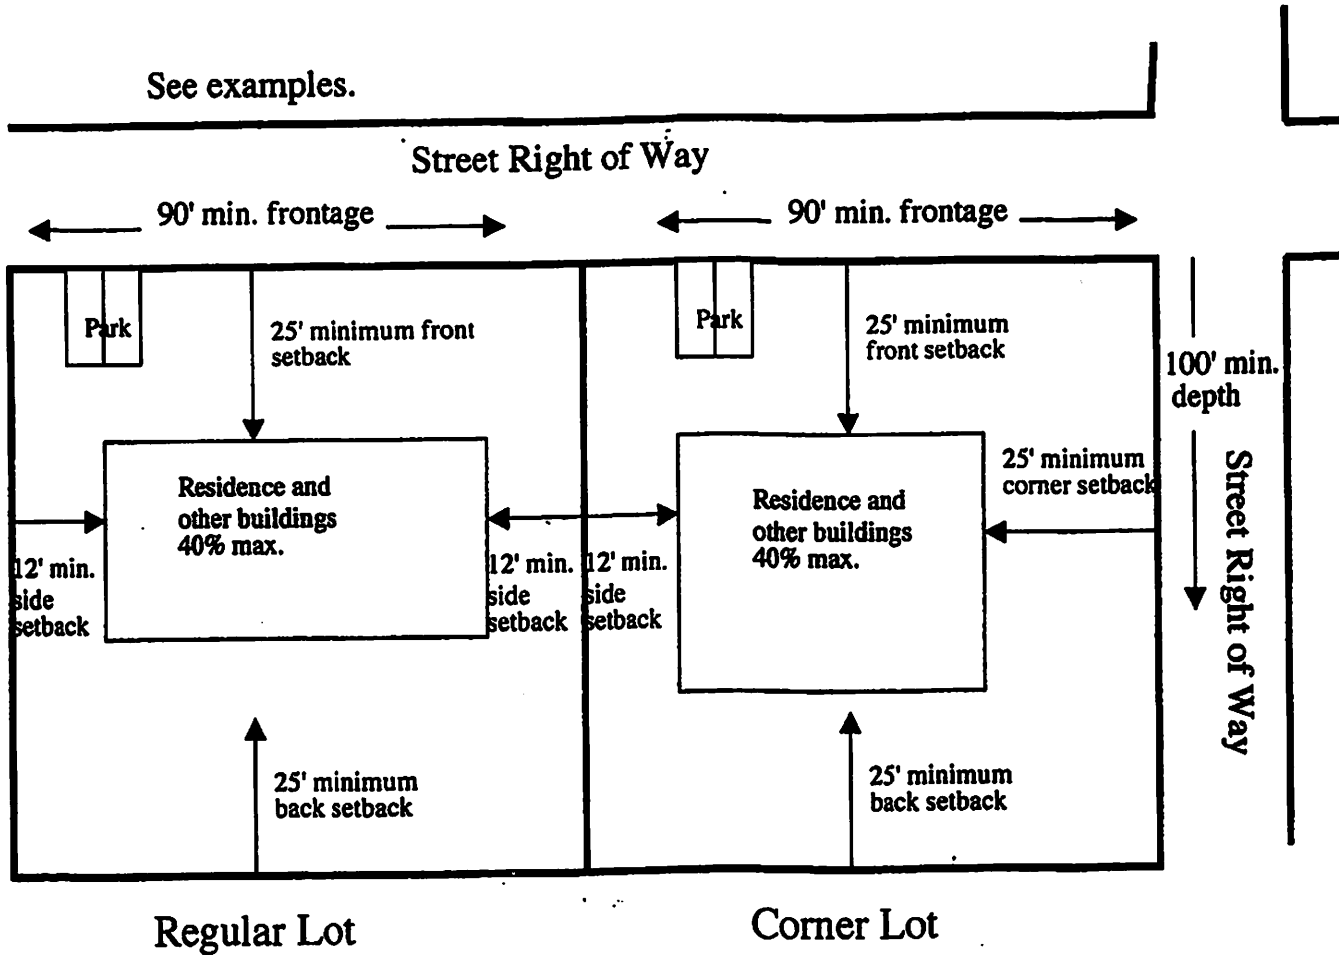 See examples.
Street Right of Way
90' min. frontage
90' min. frontage
Park
25' minimum front
setback
Park
25' minimum
front setback
100' min.
depth
Residence and
other buildings
40% max.
Residence and
other buildings
40% max.
25' minimum
corner setback
12' min.
side
setback
12' min.
side
setback
12' min.
side
setback
Street Right of Way
25' minimum
back setback
25' minimum
back setback
Regular Lot
Corner Lot